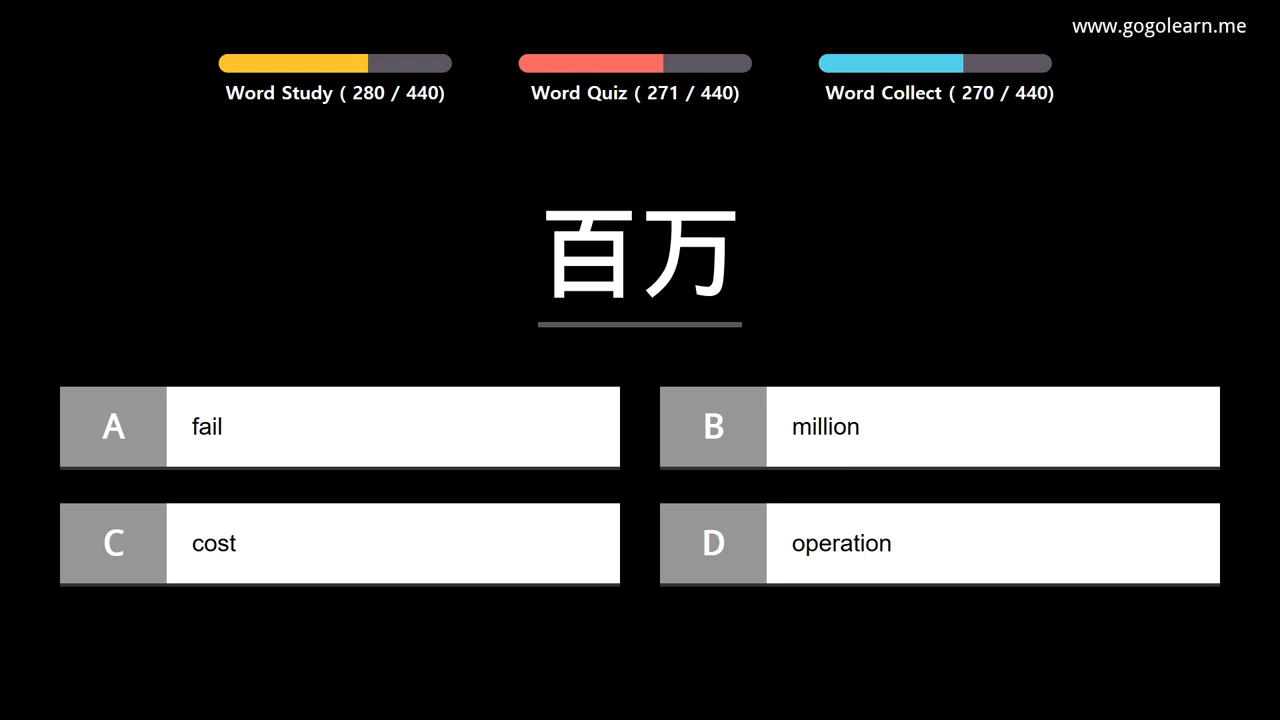 www.gogolearn.me
Word Study ( 280 / 440)
Word Quiz ( 271 / 440)
Word Collect ( 270 / 440)
百万
A fail
B million
C cost
D operation